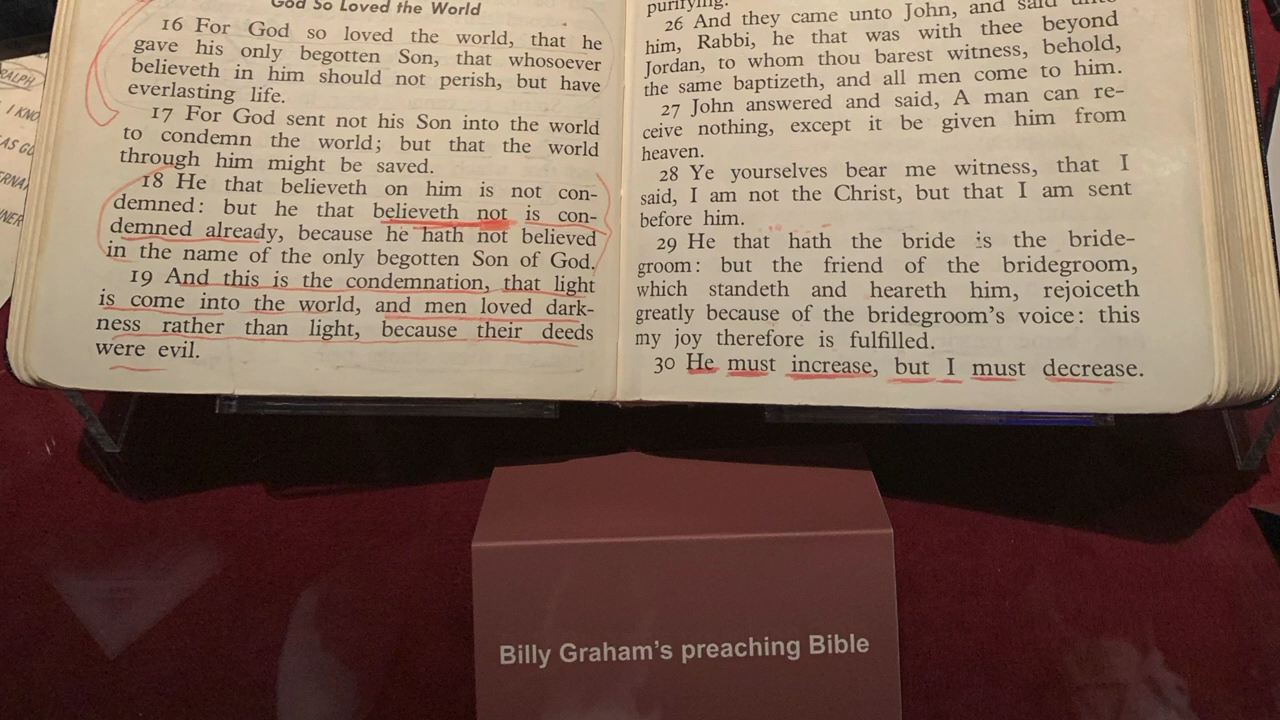 God So Loved the World
16 For God so loved the world, that he
gave his only begotten Son, that whosoever
believeth in him should not perish, but have
everlasting life.
17 For God sent not his Son into the world
to condemn the world; but that the world
through him might be saved.
18 He that believeth on him is not con-
demned: but he that believeth not is con-
demned already, because he hath not believed
in the name of the only begotten Son of God.
19 And this is the condemnation, that light
is come into the world, and men loved dark-
ness rather than light, because their deeds
were evil.
purifying.
26 And they came unto John, and said unto
him, Rabbi, he that was with thee beyond
Jordan, to whom thou barest witness, behold,
the same baptizeth, and all men come to him.
27 John answered and said, A man can re-
ceive nothing, except it be given him from
heaven.
28 Ye yourselves bear me witness, that I
said, I am not the Christ, but that I am sent
before him.
29 He that hath the bride is the bride-
groom: but the friend of the bridegroom,
which standeth and heareth him, rejoiceth
greatly because of the bridegroom's voice: this
my joy therefore is fulfilled.
30 He must increase, but I must decrease.
RALPH
I KNO
AS GO
ERNA
NER
Billy Graham's preaching Bible